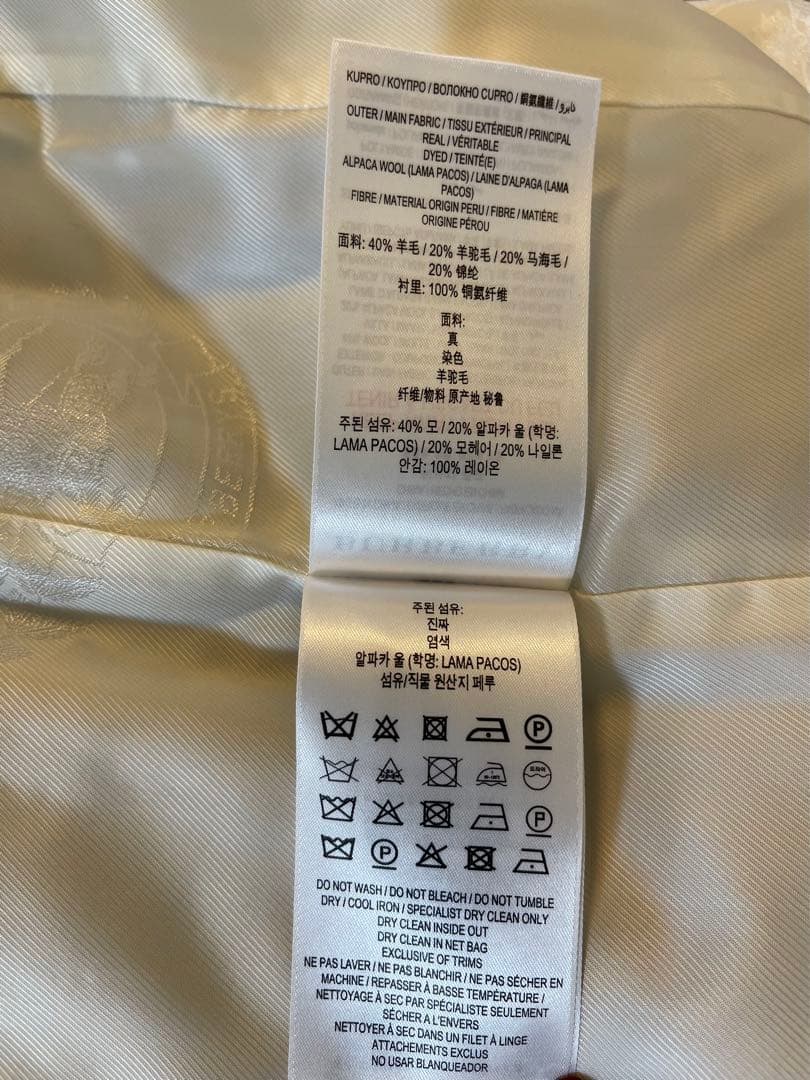 KUPRO / ΚΟΥΠΡΟ / ВОЛОКНО CUPRO / 銅氨纖維 / كابرو
OUTER / MAIN FABRIC / TISSU EXTÉRIEUR / PRINCIPAL
REAL / VÉRITABLE
DYED / TEINTÉ(E)
ALPACA WOOL (LAMA PACOS) / LAINE D'ALPAGA (LAMA
PACOS)
FIBRE / MATERIAL ORIGIN PERU / FIBRE / MATIÈRE
ORIGINE PÉROU
面料: 40% 羊毛 / 20% 羊驼毛 / 20% 马海毛 /
20% 锦纶
衬里: 100% 铜氨纤维
面料:
真
染色
羊驼毛
纤维/物料 原产地 秘鲁
주된 섬유: 40% 모 / 20% 알파카 울 (학명:
LAMA PACOS) / 20% 모헤어 / 20% 나일론
안감: 100% 레이온
주된 섬유:
진짜
염색
알파카 울 (학명: LAMA PACOS)
섬유/직물 원산지 페루
P
P
P
DO NOT WASH / DO NOT BLEACH / DO NOT TUMBLE
DRY / COOL IRON / SPECIALIST DRY CLEAN ONLY
DRY CLEAN INSIDE OUT
DRY CLEAN IN NET BAG
EXCLUSIVE OF TRIMS
NE PAS LAVER / NE PAS BLANCHIR / NE PAS SÉCHER EN
MACHINE / REPASSER À BASSE TEMPÉRATURE /
NETTOYAGE À SEC PAR SPÉCIALISTE SEULEMENT
SÉCHER A L'ENVERS
NETTOYER À SEC DANS UN FILET À LINGE
ATTACHEMENTS EXCLUS
NO USAR BLANQUEADOR